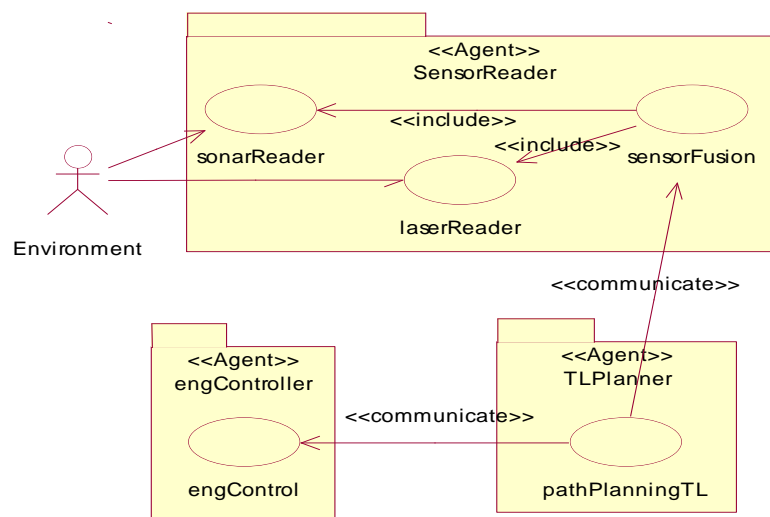 <<Agent>>
SensorReader
<<include>>
<<include>>
sonarReader
sensorFusion
laserReader
Environment
<<communicate>>
<<Agent>>
engController
<<Agent>>
TLPlanner
<<communicate>>
engControl
pathPlanningTL